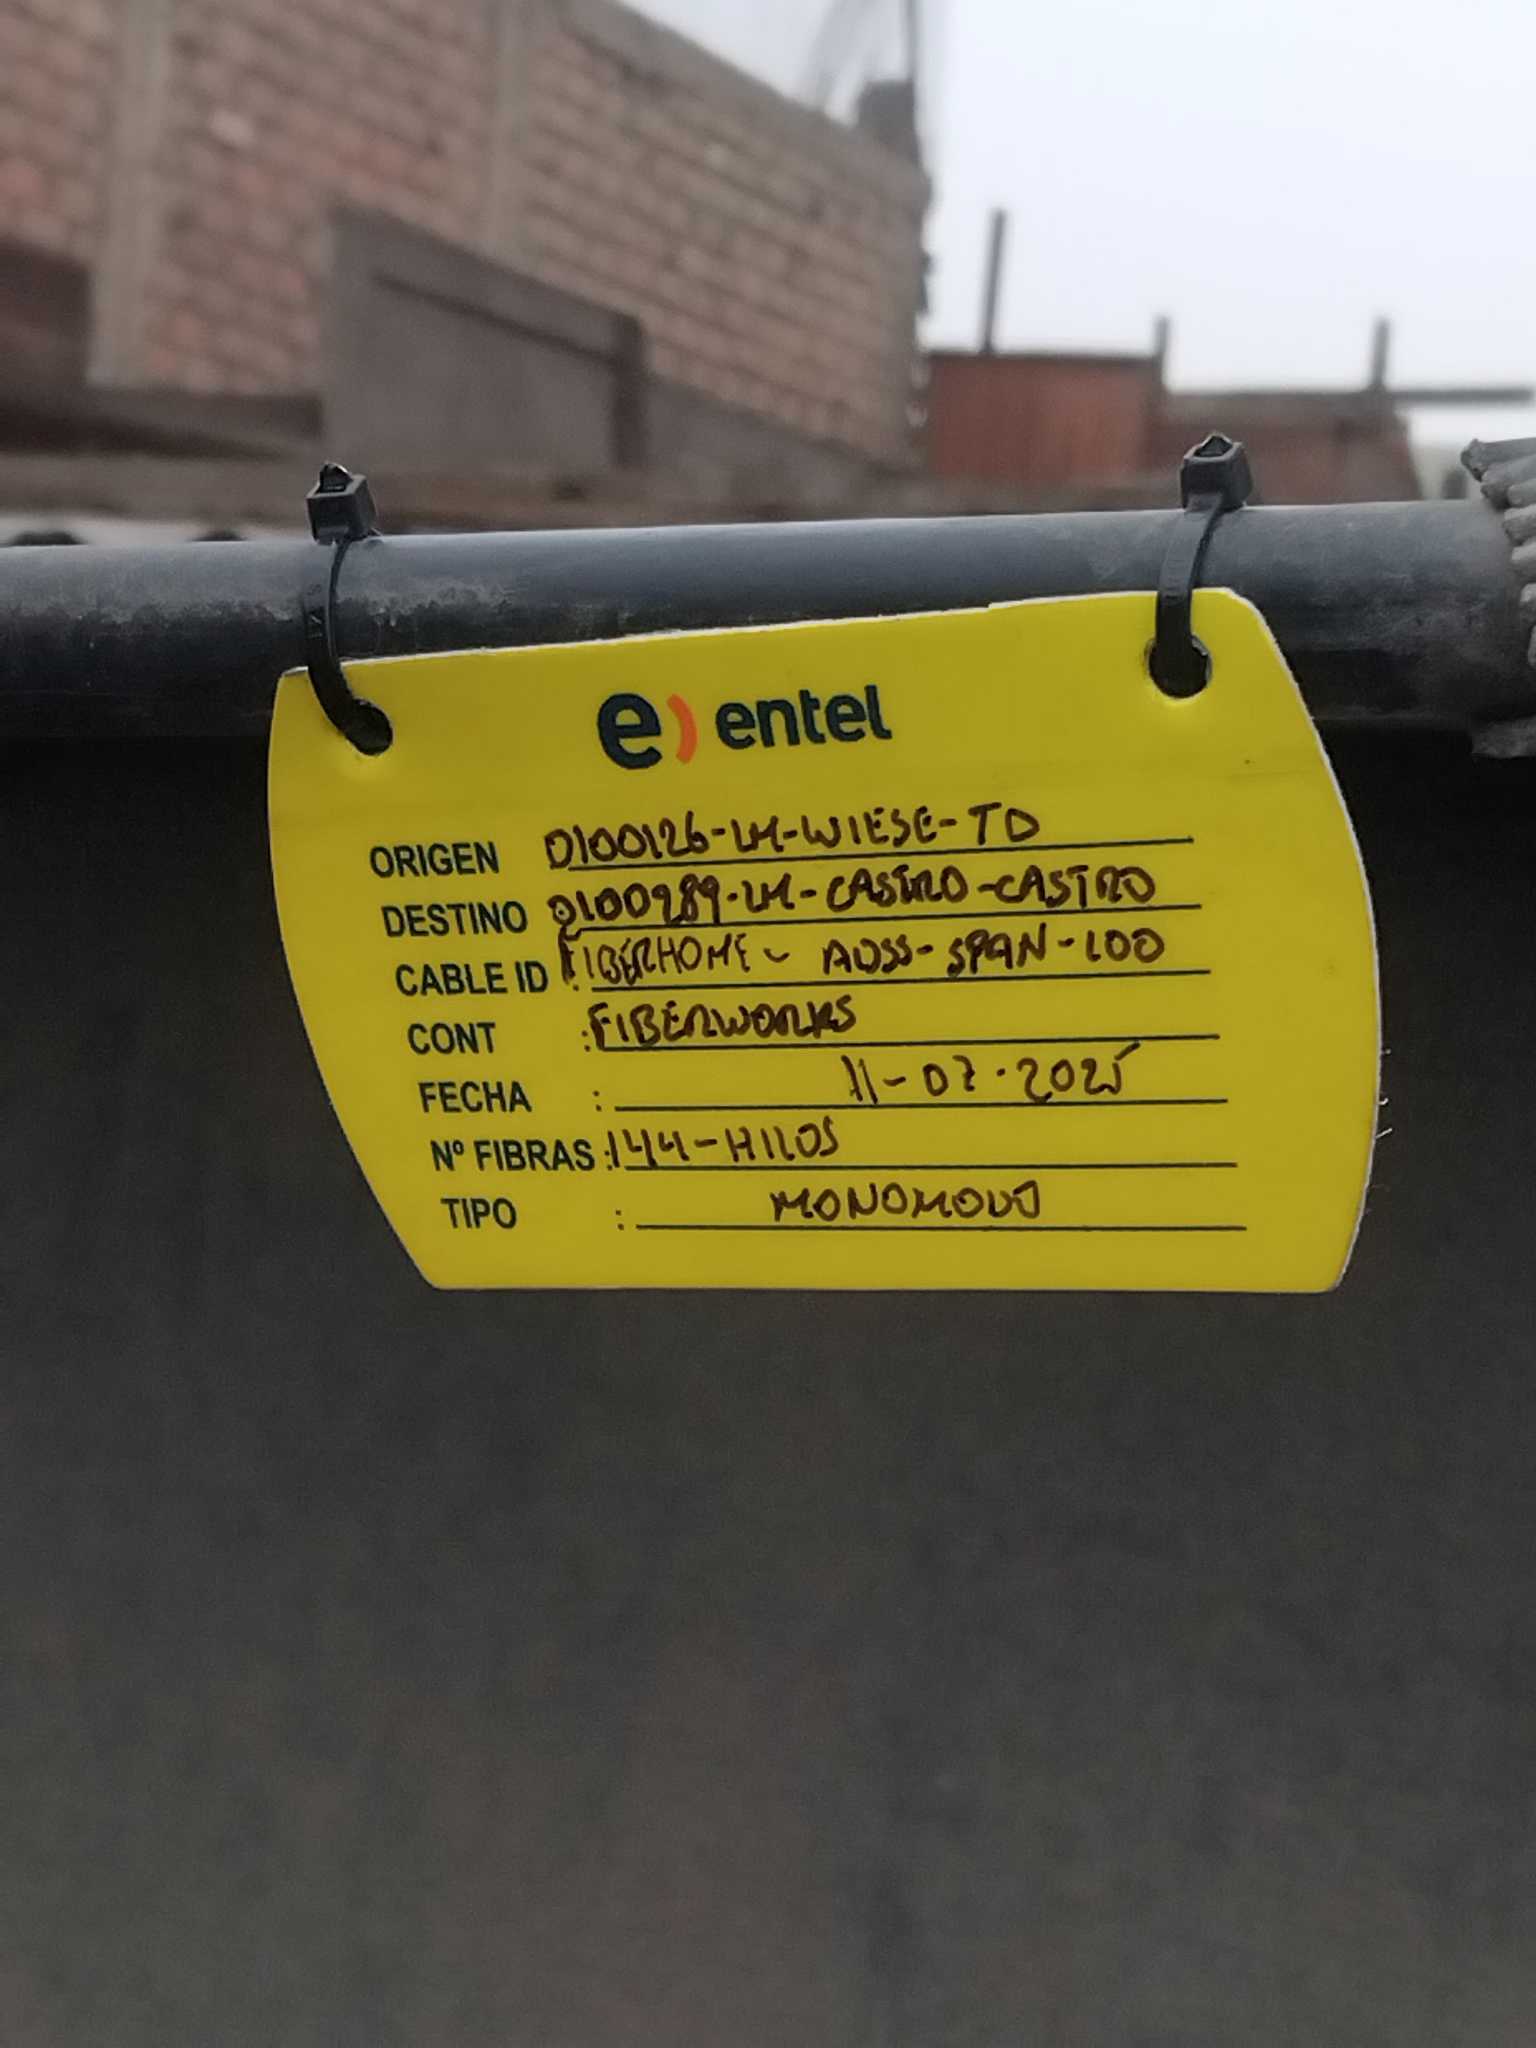 e) entel
ORIGEN 0100126-LM-WIESE-TD
DESTINO 0100989-LM-CASTRO-CASTRO
CABLE ID : FIBERHOME - ADSS-SPAN-100
CONT : FIBERWORKS
FECHA : 11-07-2025
Nº FIBRAS : 144-HILOS
TIPO : MONOMODO